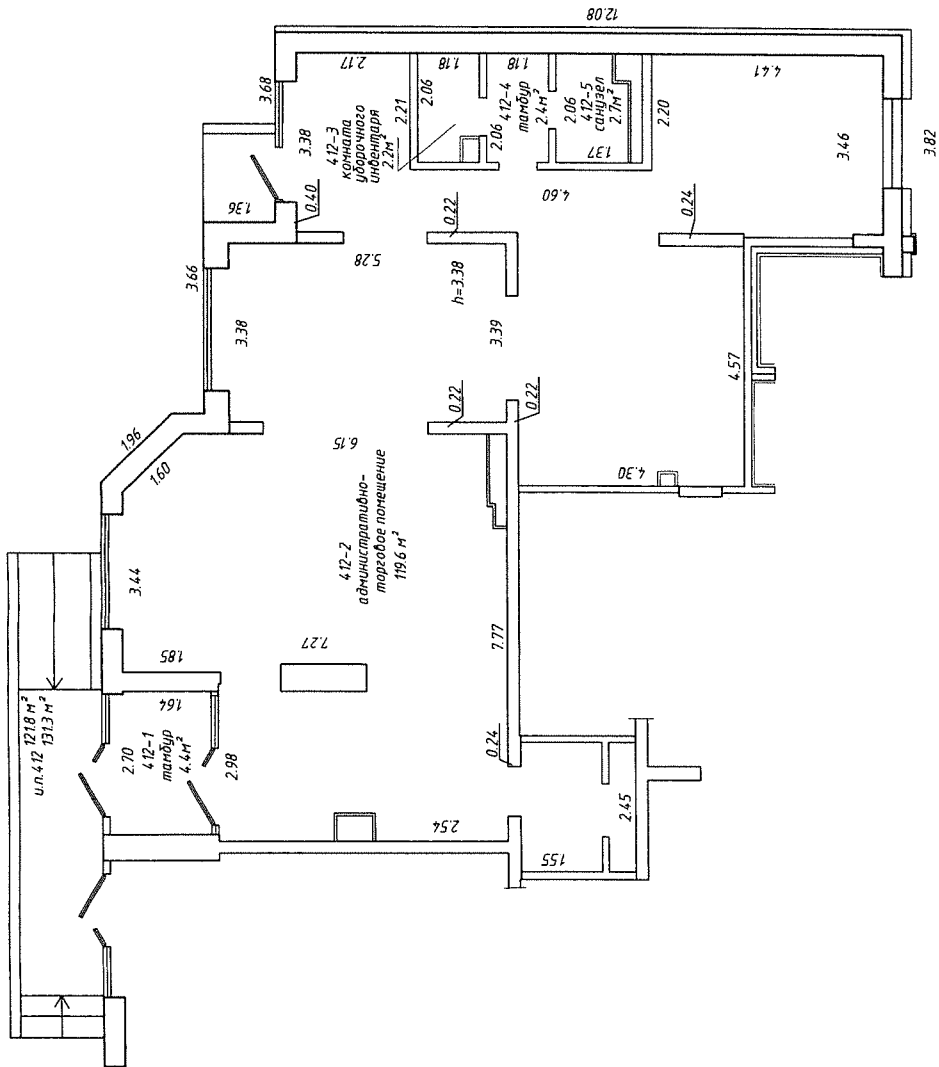 и.п.412 121.8 м²
131.3 м²
2.70
412-1
тамбур
4.4м²
1.64
2.98
1.85
3.44
1.60
1.96
7.27
412-2
административно-
торговое помещение
119.6 м²
6.15
2.54
0.24
7.77
1.55
2.45
0.22
0.22
3.66
3.38
5.28
h=3.38
0.22
3.39
4.30
4.57
1.36
0.40
3.68
3.38
2.17
412-3
комната
уборочного
инвентаря
2.2м²
2.21
2.06
1.18
2.06
1.18
412-4
тамбур
2.4м²
2.06
412-5
санузел
2.7м²
1.37
2.20
4.60
0.24
4.41
3.46
3.82
12.08